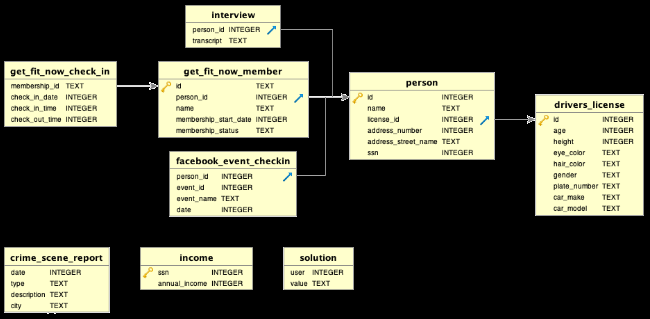 interview
person_id INTEGER
transcript TEXT
get_fit_now_check_in
membership_id TEXT
check_in_date INTEGER
check_in_time INTEGER
check_out_time INTEGER
get_fit_now_member
id TEXT
person_id INTEGER
name TEXT
membership_start_date INTEGER
membership_status TEXT
person
id INTEGER
name TEXT
license_id INTEGER
address_number INTEGER
address_street_name TEXT
ssn INTEGER
drivers_license
id INTEGER
age INTEGER
height INTEGER
eye_color TEXT
hair_color TEXT
gender TEXT
plate_number TEXT
car_make TEXT
car_model TEXT
facebook_event_checkin
person_id INTEGER
event_id INTEGER
event_name TEXT
date INTEGER
crime_scene_report
date INTEGER
type TEXT
description TEXT
city TEXT
income
ssn INTEGER
annual_income INTEGER
solution
user INTEGER
value TEXT